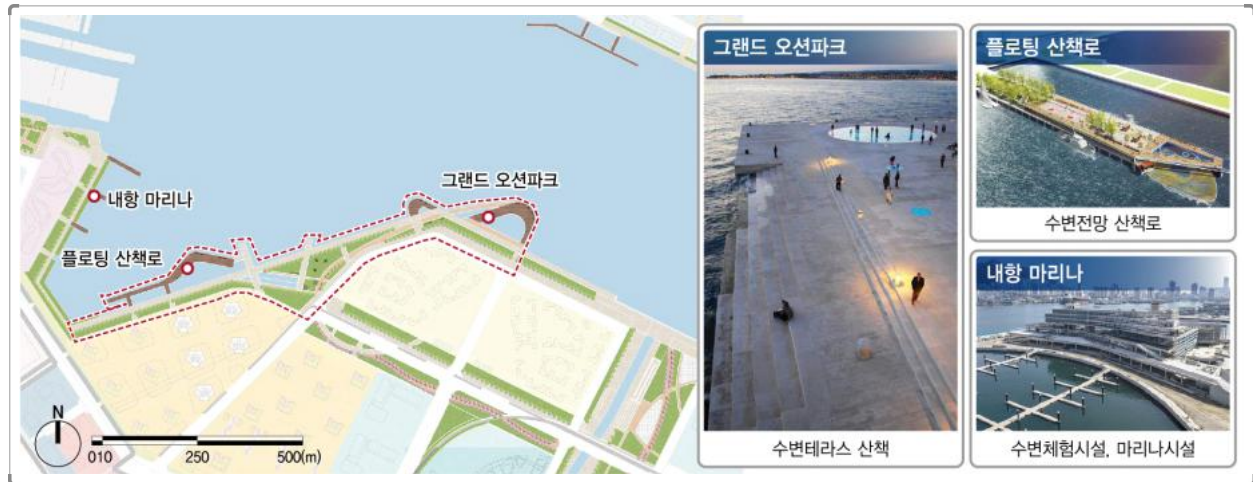 내항 마리나
플로팅 산책로
그랜드 오션파크
N
010 250 500(m)
그랜드 오션파크
수변테라스 산책
플로팅 산책로
수변전망 산책로
내항 마리나
수변체험시설, 마리나시설